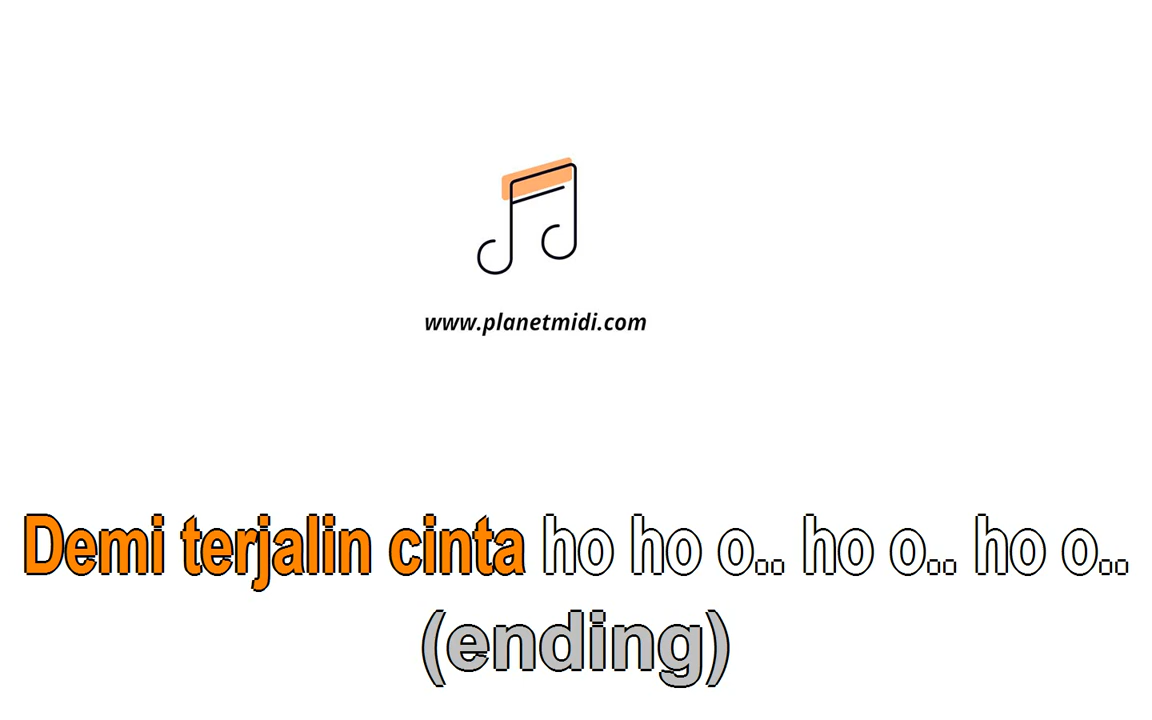 www.planetmidi.com
Demi terjalin cinta ho ho o.. ho o.. ho o..
(ending)